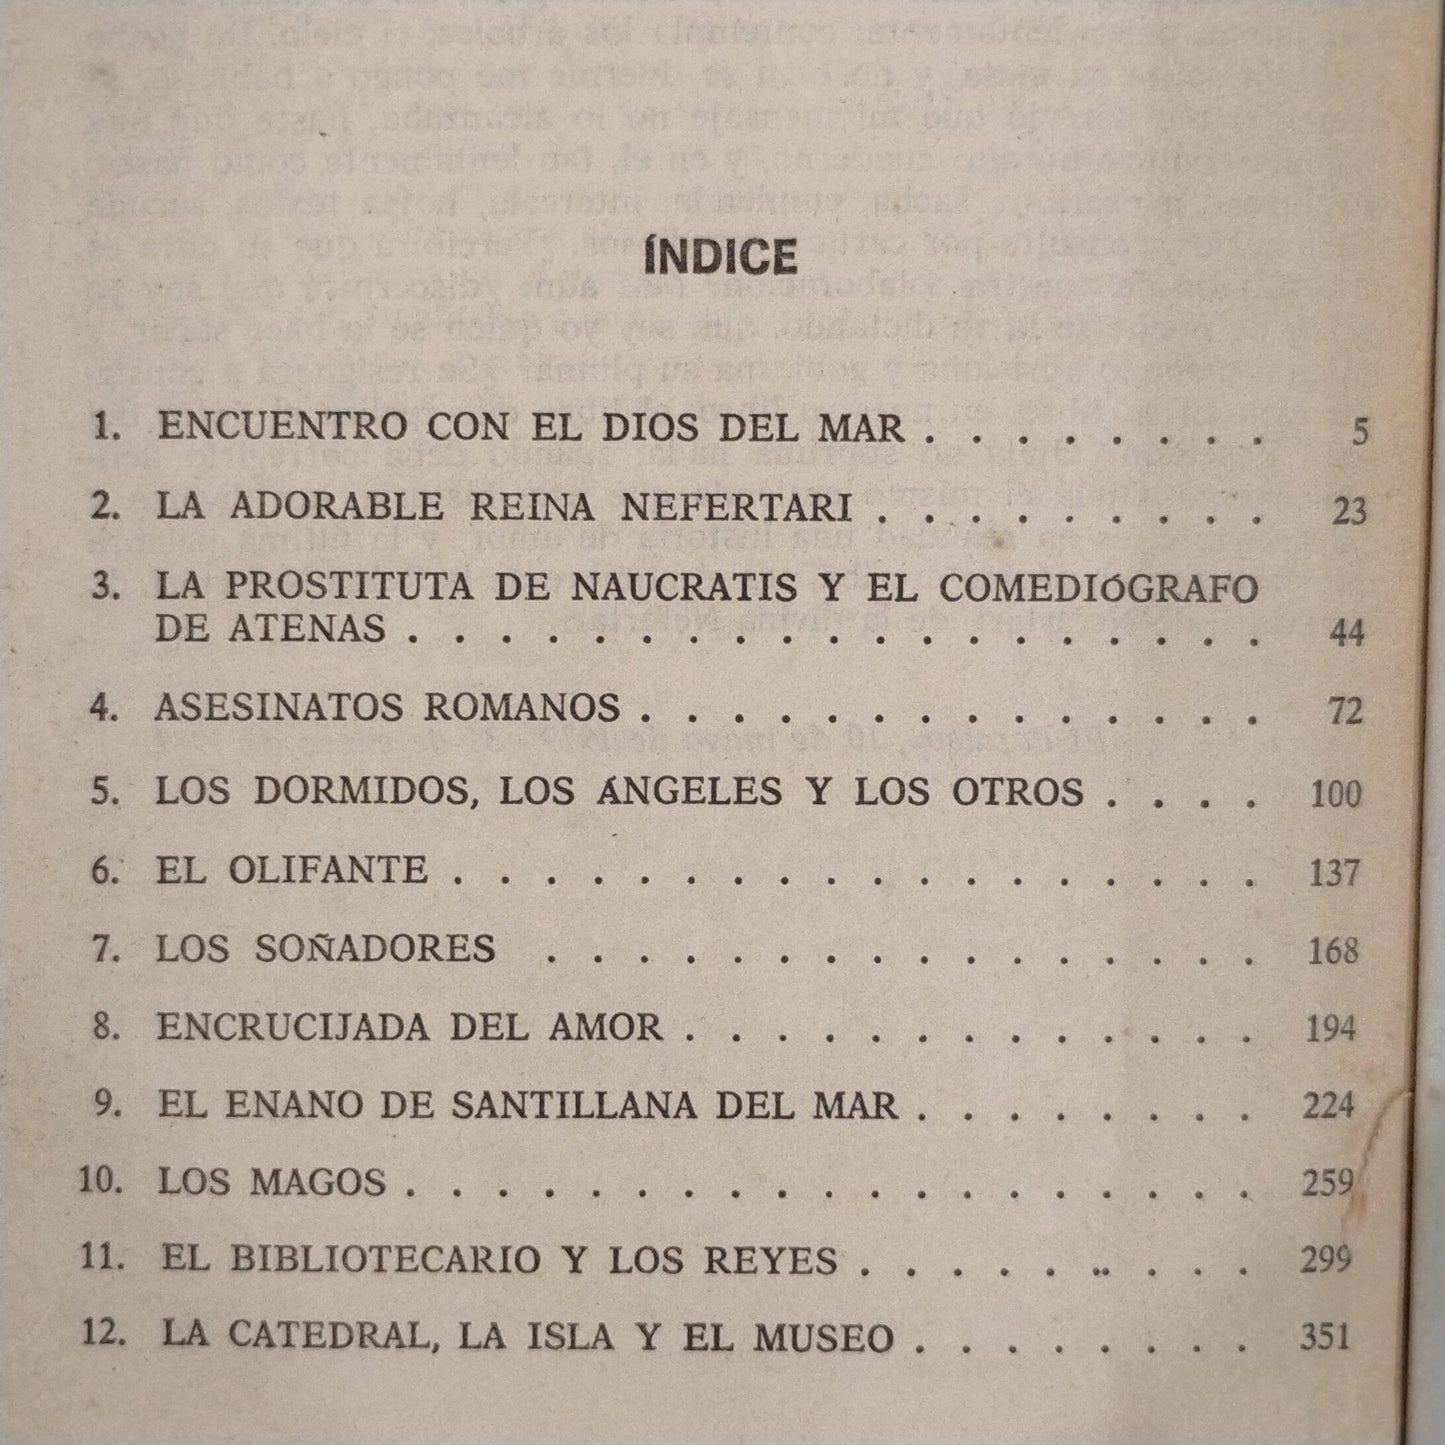 ÍNDICE
1. ENCUENTRO CON EL DIOS DEL MAR . . . . . . . . 5
2. LA ADORABLE REINA NEFERTARI . . . . . . . . . 23
3. LA PROSTITUTA DE NAUCRATIS Y EL COMEDIÓGRAFO
DE ATENAS . . . . . . . . . . . . . . . . . . . 44
4. ASESINATOS ROMANOS . . . . . . . . . . . . . . 72
5. LOS DORMIDOS, LOS ÁNGELES Y LOS OTROS . . . . 100
6. EL OLIFANTE . . . . . . . . . . . . . . . . . . 137
7. LOS SOÑADORES . . . . . . . . . . . . . . . . 168
8. ENCRUCIJADA DEL AMOR . . . . . . . . . . . . . 194
9. EL ENANO DE SANTILLANA DEL MAR . . . . . . . . 224
10. LOS MAGOS . . . . . . . . . . . . . . . . . . . 259
11. EL BIBLIOTECARIO Y LOS REYES . . . . . .. . . . 299
12. LA CATEDRAL, LA ISLA Y EL MUSEO . . . . . . . . 351